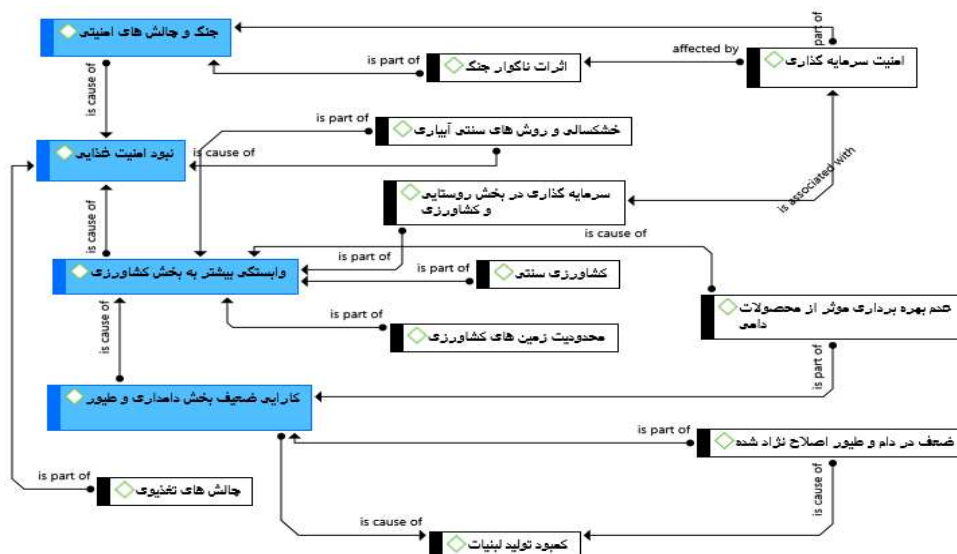 part of
جنگ و چالش های امنیتی
is part of
اثرات ناگوار جنگ
affected by
امنیت سرمایه گذاری
is cause of
is part of
خشکسالی و روش های سنتی آبیاری
نبود امنیت غذایی
is cause of
is associated with
سرمایه گذاری در بخش روستایی
و کشاورزی
is cause of
is cause of
is part of
وابستگی بیشتر به بخش کشاورزی
is part of
کشاورزی سنتی
عدم بهره برداری موثر از محصولات
دامی
is cause of
is part of
محدودیت زمین های کشاورزی
is part of
کارایی ضعیف بخش دامداری و طیور
is part of
ضعف در دام و طیور اصلاح نژاد شده
is part of
چالش های تغذیوی
is cause of
is cause of
کمبود تولید لبنیات